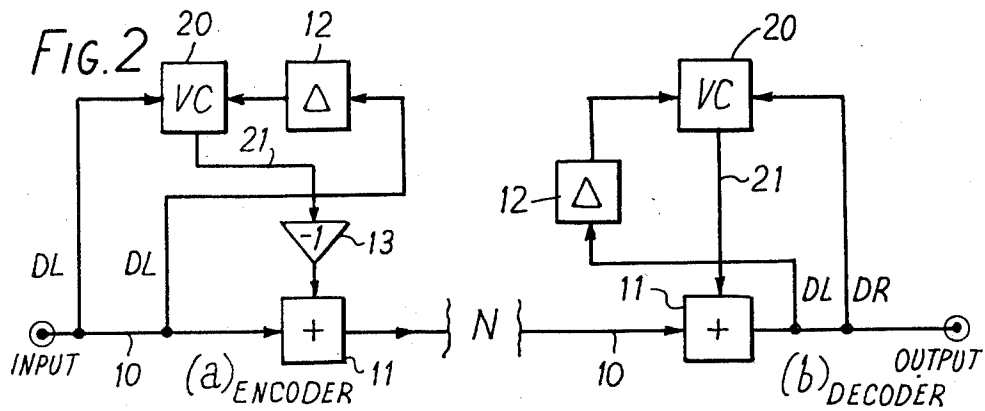 FIG. 2
20
VC
12
Δ
21
-1
13
DL
DL
+
11
INPUT
10
(a) ENCODER
N
20
VC
12
Δ
21
11
+
DL
DR
10
(b) DECODER
OUTPUT